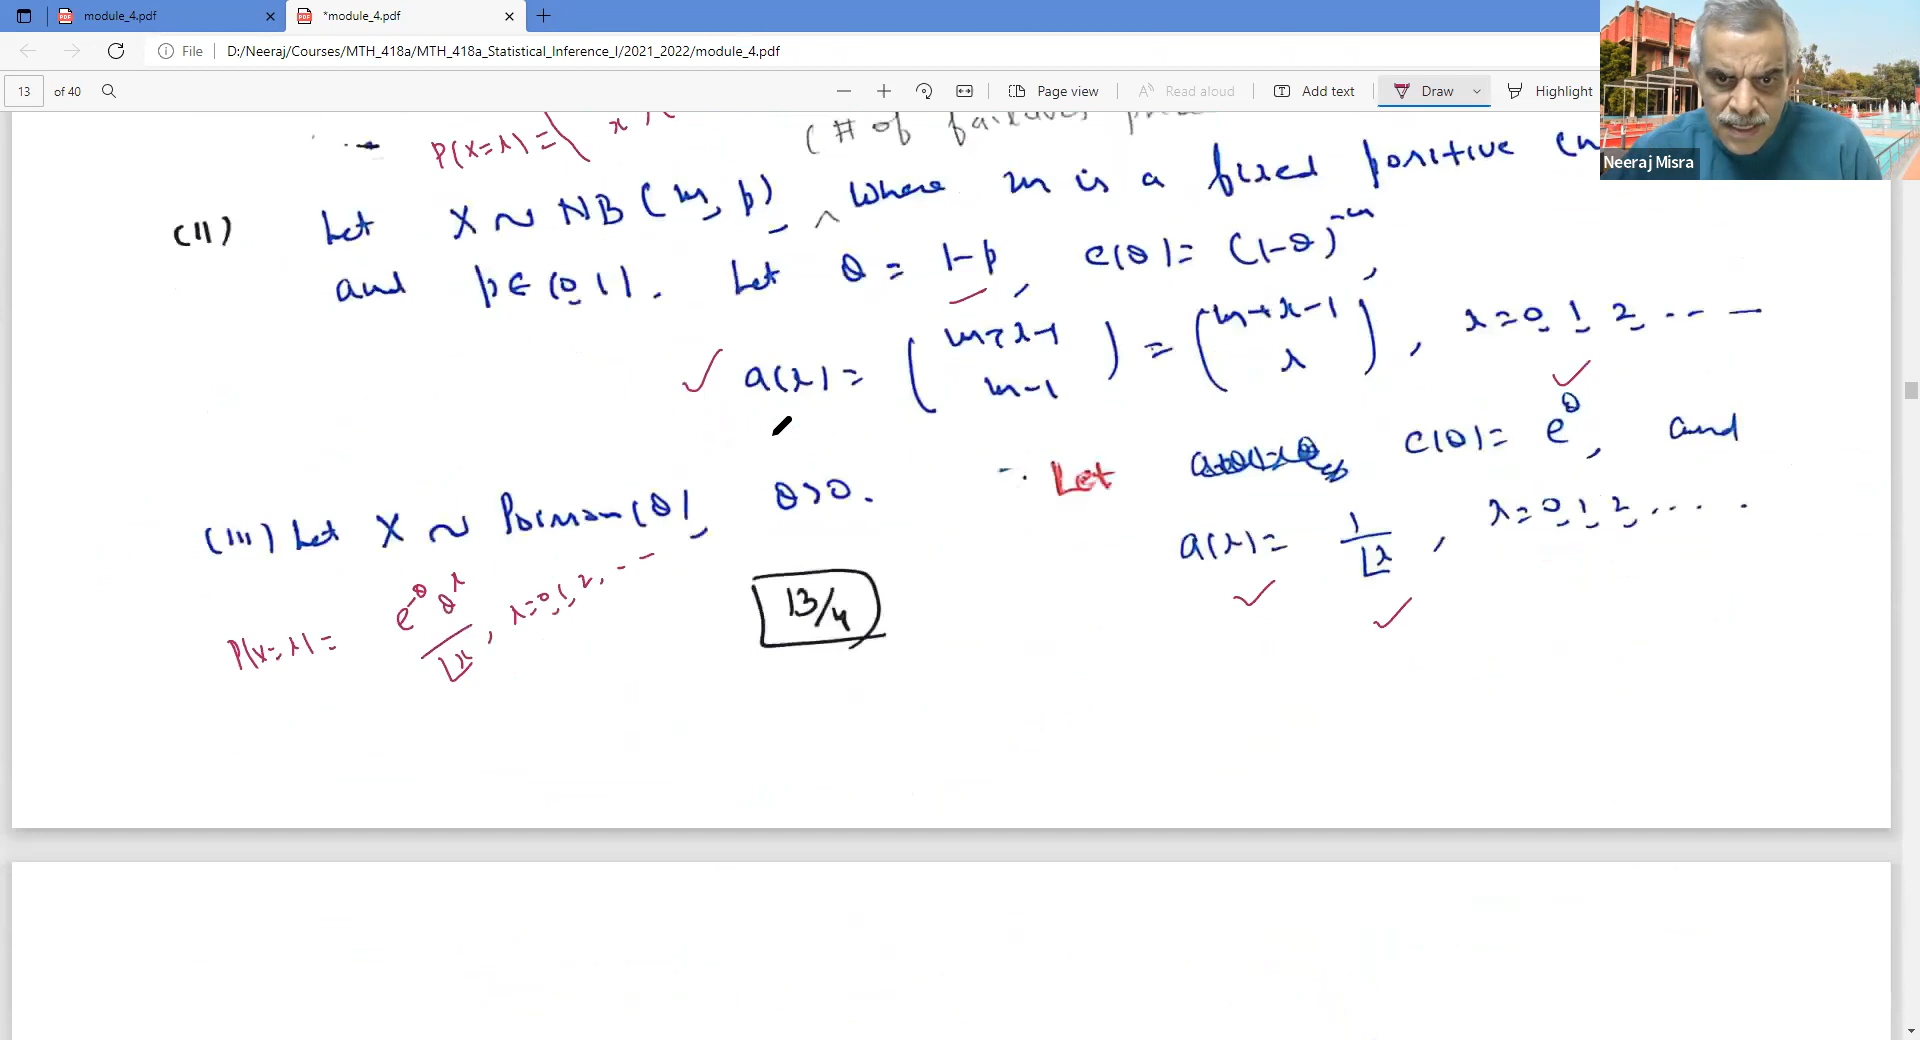 module_4.pdf
*module_4.pdf
File D:/Neeraj/Courses/MTH_418a/MTH_418a_Statistical_Inference_I/2021_2022/module_4.pdf
13 of 40 Page view Read aloud Add text Draw Highlight
Neeraj Misra
P(X=x) = ( x
(# of failures
(II) Let X ~ NB(m, p), where m is a fixed positive
and p∈(0,1). Let θ = 1-p, c(θ) = (1-θ)^{-m},
a(x) = (m+x-1 m-1) = (m+x-1 x), x=0,1,2,....
(III) Let X ~ Poisson(θ), θ>0. Let c(θ) = e^θ, and
a(x) = 1/⌊x, x=0,1,2,....
P(X=x) = e^{-θ} θ^x/⌊x, x=0,1,2,...
13/4